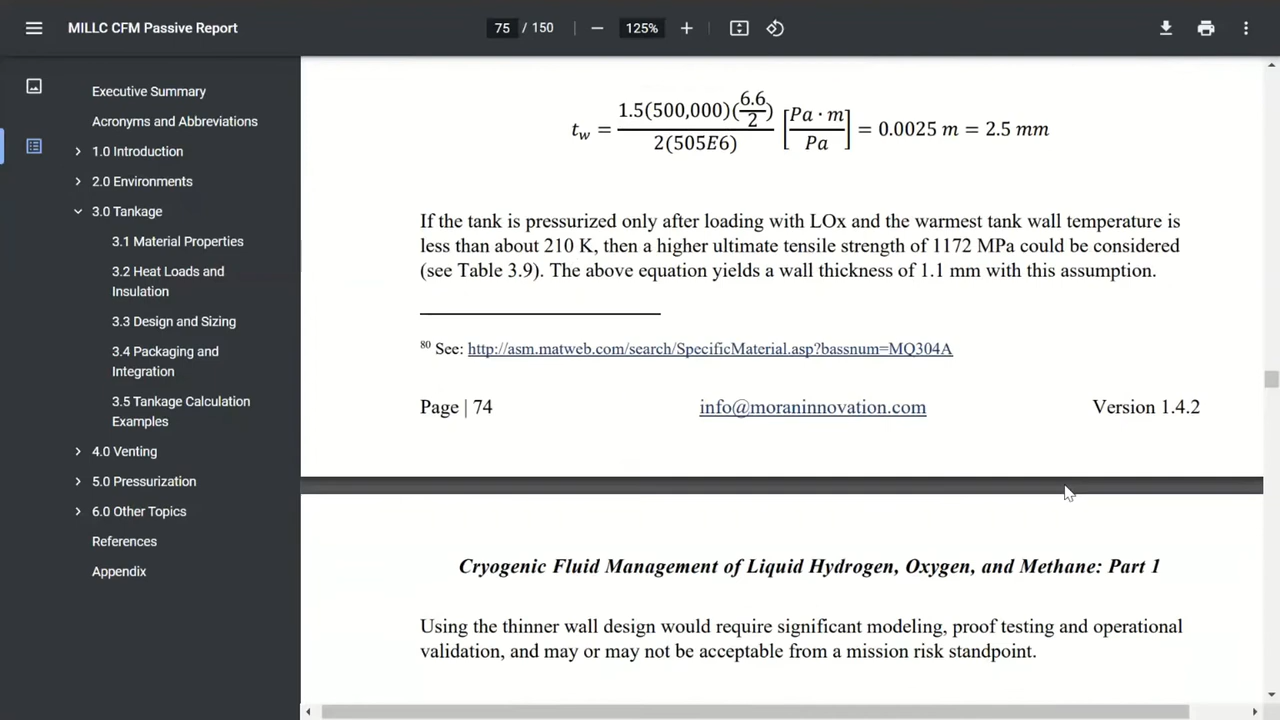 MILLC CFM Passive Report
75 / 150
125%
Executive Summary
Acronyms and Abbreviations
1.0 Introduction
2.0 Environments
3.0 Tankage
3.1 Material Properties
3.2 Heat Loads and
Insulation
3.3 Design and Sizing
3.4 Packaging and
Integration
3.5 Tankage Calculation
Examples
4.0 Venting
5.0 Pressurization
6.0 Other Topics
References
Appendix
t_w = 1.5(500,000)(6.6/2) / 2(505E6) [Pa · m / Pa] = 0.0025 m = 2.5 mm
If the tank is pressurized only after loading with LOx and the warmest tank wall temperature is
less than about 210 K, then a higher ultimate tensile strength of 1172 MPa could be considered
(see Table 3.9). The above equation yields a wall thickness of 1.1 mm with this assumption.
80 See: http://asm.matweb.com/search/SpecificMaterial.asp?bassnum=MQ304A
Page | 74 info@moraninnovation.com Version 1.4.2
Cryogenic Fluid Management of Liquid Hydrogen, Oxygen, and Methane: Part 1
Using the thinner wall design would require significant modeling, proof testing and operational
validation, and may or may not be acceptable from a mission risk standpoint.